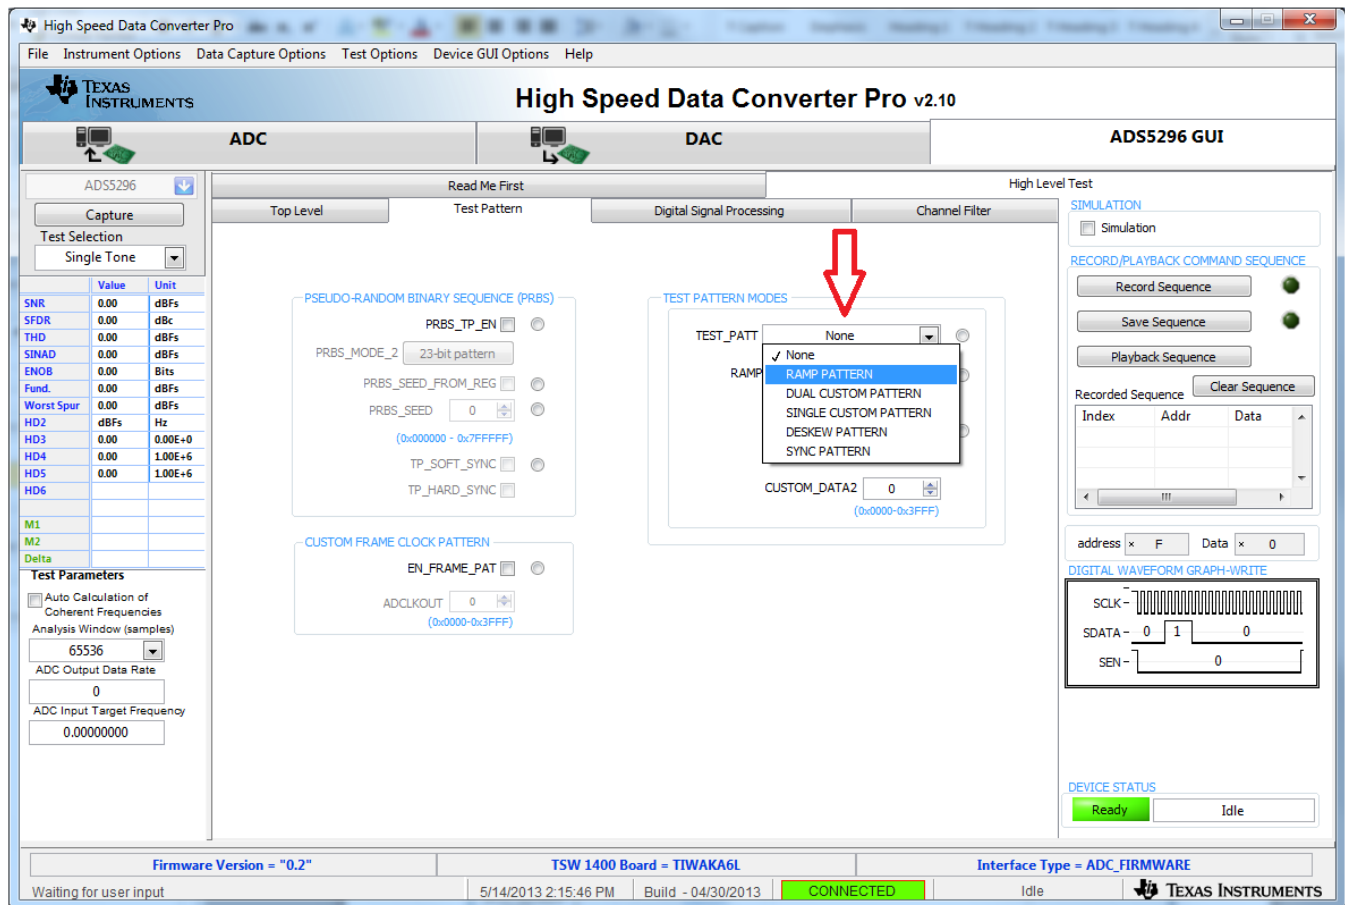 High Speed Data Converter Pro
File Instrument Options Data Capture Options Test Options Device GUI Options Help
TEXAS INSTRUMENTS
High Speed Data Converter Pro v2.10
ADC
DAC
ADS5296 GUI
ADS5296
Capture
Test Selection
Single Tone
Value Unit
SNR 0.00 dBFs
SFDR 0.00 dBc
THD 0.00 dBFs
SINAD 0.00 dBFs
ENOB 0.00 Bits
Fund. 0.00 dBFs
Worst Spur 0.00 dBFs
HD2 dBFs Hz
HD3 0.00 0.00E+0
HD4 0.00 1.00E+6
HD5 0.00 1.00E+6
HD6
M1
M2
Delta
Test Parameters
Auto Calculation of
Coherent Frequencies
Analysis Window (samples)
65536
ADC Output Data Rate
0
ADC Input Target Frequency
0.00000000
Read Me First
High Level Test
Top Level
Test Pattern
Digital Signal Processing
Channel Filter
PSEUDO-RANDOM BINARY SEQUENCE (PRBS)
PRBS_TP_EN
PRBS_MODE_2 23-bit pattern
PRBS_SEED_FROM_REG
PRBS_SEED 0
(0x000000 - 0x7FFFFF)
TP_SOFT_SYNC
TP_HARD_SYNC
CUSTOM FRAME CLOCK PATTERN
EN_FRAME_PAT
ADCLKOUT 0
(0x0000-0x3FFF)
TEST PATTERN MODES
TEST_PATT None
RAMP
✓ None
RAMP PATTERN
DUAL CUSTOM PATTERN
SINGLE CUSTOM PATTERN
DESKEW PATTERN
SYNC PATTERN
CUSTOM_DATA2 0
(0x0000-0x3FFF)
SIMULATION
Simulation
RECORD/PLAYBACK COMMAND SEQUENCE
Record Sequence
Save Sequence
Playback Sequence
Recorded Sequence Clear Sequence
Index Addr Data
address x F Data x 0
DIGITAL WAVEFORM GRAPH-WRITE
SCLK
SDATA 0 1 0
SEN 0
DEVICE STATUS
Ready Idle
Firmware Version = "0.2"
TSW 1400 Board = TIWAKA6L
Interface Type = ADC_FIRMWARE
Waiting for user input
5/14/2013 2:15:46 PM
Build - 04/30/2013
CONNECTED
Idle
TEXAS INSTRUMENTS